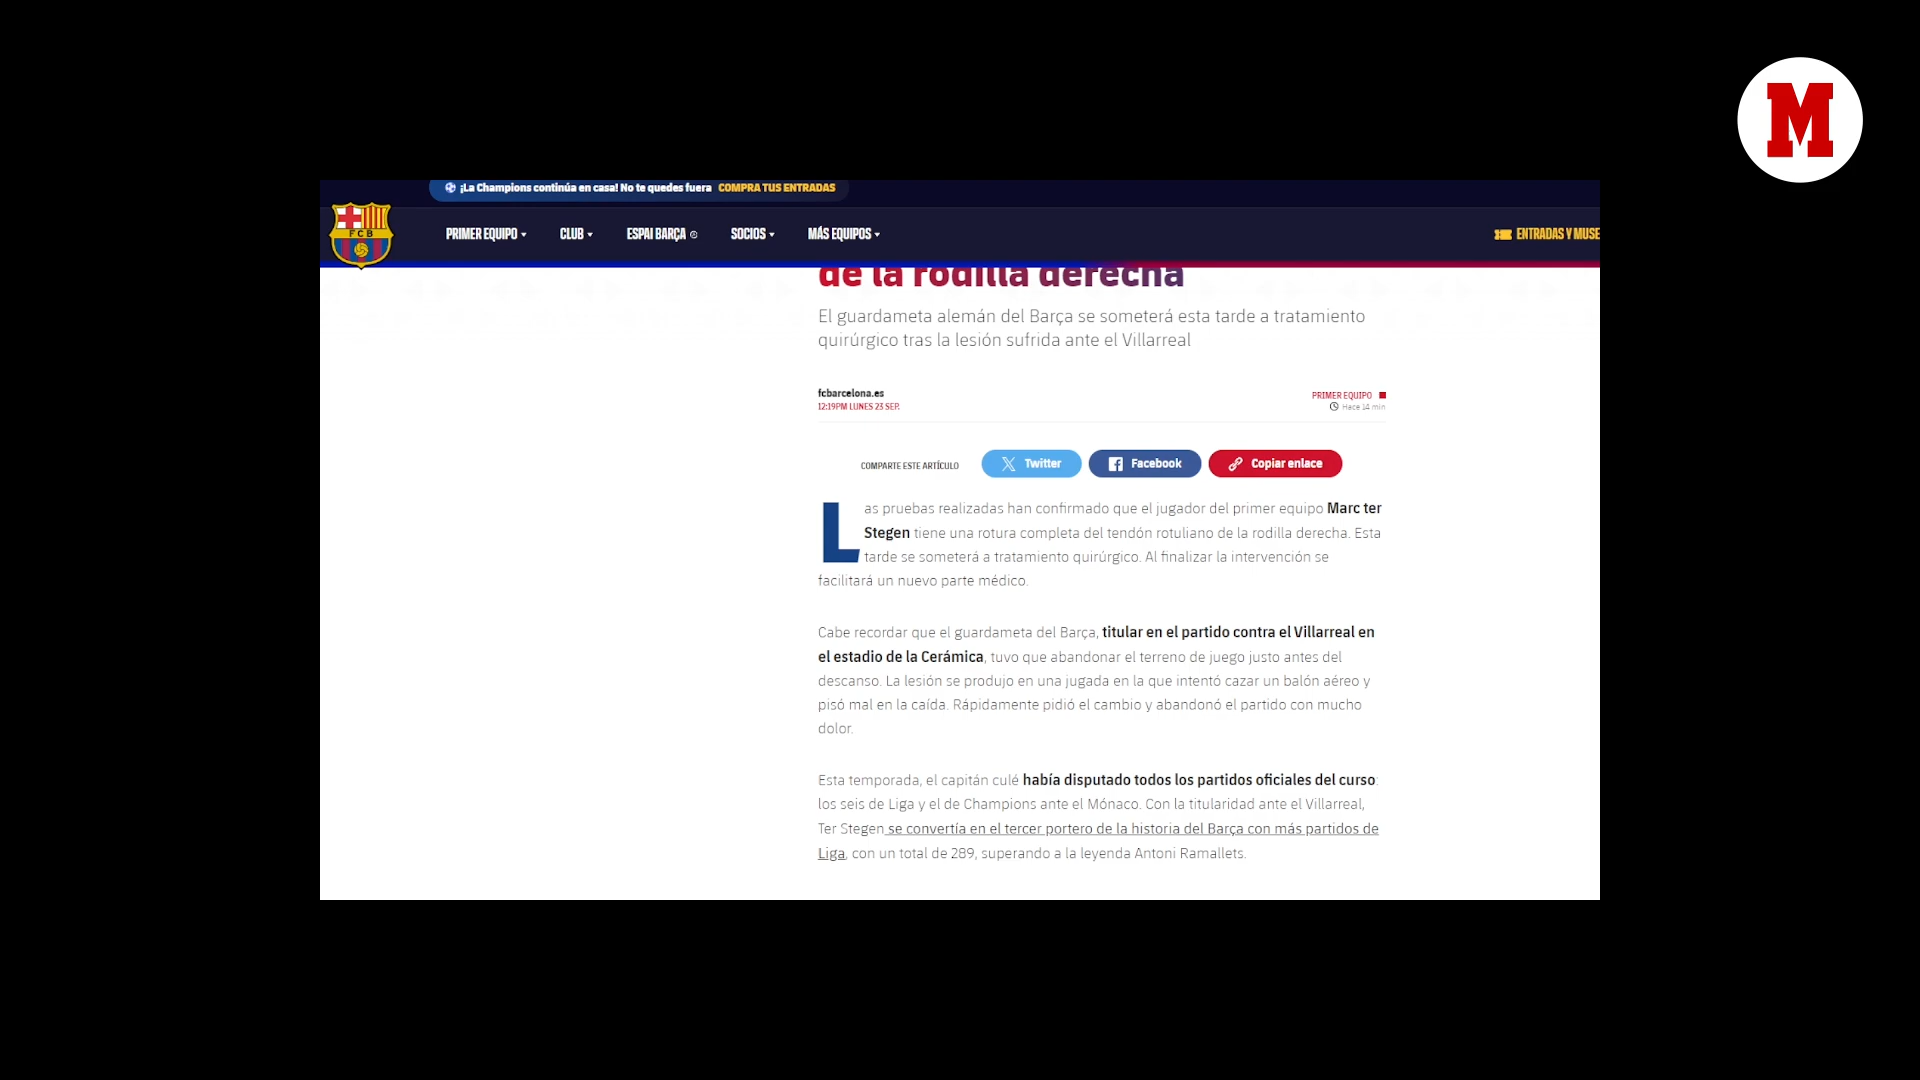 M
¡La Champions continúa en casa! No te quedes fuera COMPRA TUS ENTRADAS
FCB
PRIMER EQUIPO CLUB ESPAI BARÇA SOCIOS MÁS EQUIPOS ENTRADAS Y MUSE
de la rodilla derecha
El guardameta alemán del Barça se someterá esta tarde a tratamiento
quirúrgico tras la lesión sufrida ante el Villarreal
fcbarcelona.es
12:19PM LUNES 23 SEP.
PRIMER EQUIPO
Hace 14 min
COMPARTE ESTE ARTÍCULO Twitter Facebook Copiar enlace
Las pruebas realizadas han confirmado que el jugador del primer equipo Marc ter
Stegen tiene una rotura completa del tendón rotuliano de la rodilla derecha. Esta
tarde se someterá a tratamiento quirúrgico. Al finalizar la intervención se
facilitará un nuevo parte médico.
Cabe recordar que el guardameta del Barça, titular en el partido contra el Villarreal en
el estadio de la Cerámica, tuvo que abandonar el terreno de juego justo antes del
descanso. La lesión se produjo en una jugada en la que intentó cazar un balón aéreo y
pisó mal en la caída. Rápidamente pidió el cambio y abandonó el partido con mucho
dolor.
Esta temporada, el capitán culé había disputado todos los partidos oficiales del curso:
los seis de Liga y el de Champions ante el Mónaco. Con la titularidad ante el Villarreal,
Ter Stegen se convertía en el tercer portero de la historia del Barça con más partidos de
Liga, con un total de 289, superando a la leyenda Antoni Ramallets.